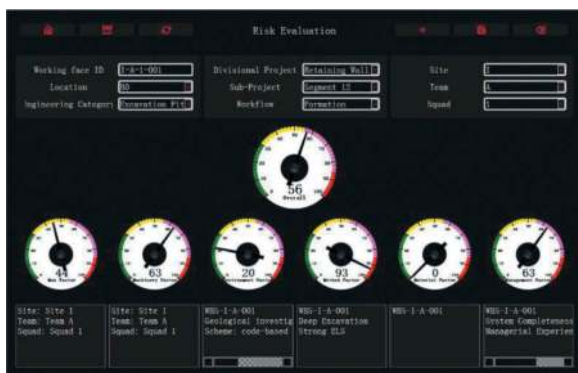 Risk Evaluation
Working face ID I-A-1-001
Divisional Project Retaining Wall
Site I
Location
Sub-Project Segment 12
Team A
Engineering Category Excavation Pit
Workflow Formation
Squad 1
56
Overall
44
Man Factor
63
Machinery Factor
20
Environment Factor
93
Method Factor
0
Material Factor
63
Management Factor
Site: Site 1
Team: Team A
Squad: Squad 1
Site: Site 1
Team: Team A
Squad: Squad 1
WBS-I-A-001
Geological investig
Scheme: code-based
WBS-I-A-001
Deep Excavation
Strong ELS
WBS-I-A-001
WBS-I-A-001
System Completeness
Managerial Experien